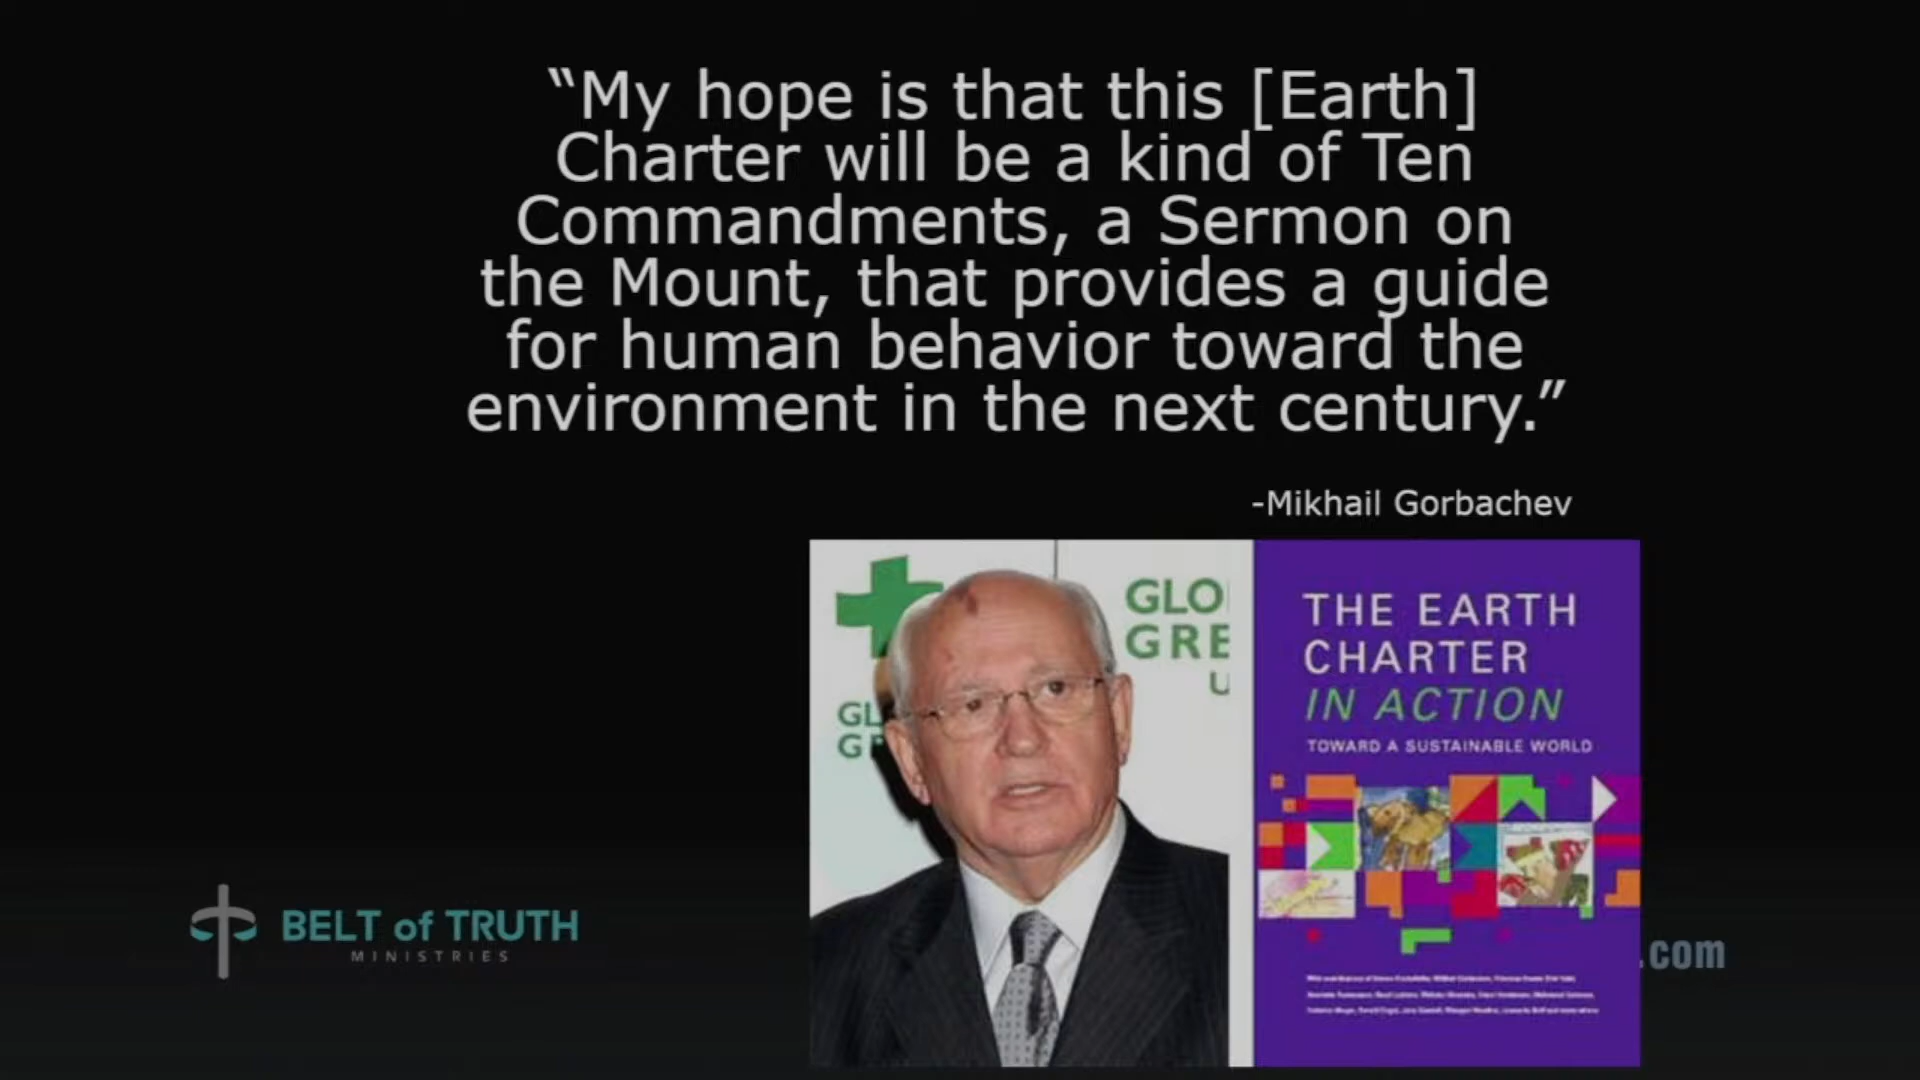 “My hope is that this [Earth]
Charter will be a kind of Ten
Commandments, a Sermon on
the Mount, that provides a guide
for human behavior toward the
environment in the next century.”
-Mikhail Gorbachev
GLO
GRE
U
GL
G
THE EARTH
CHARTER
IN ACTION
TOWARD A SUSTAINABLE WORLD
BELT of TRUTH
MINISTRIES
.com